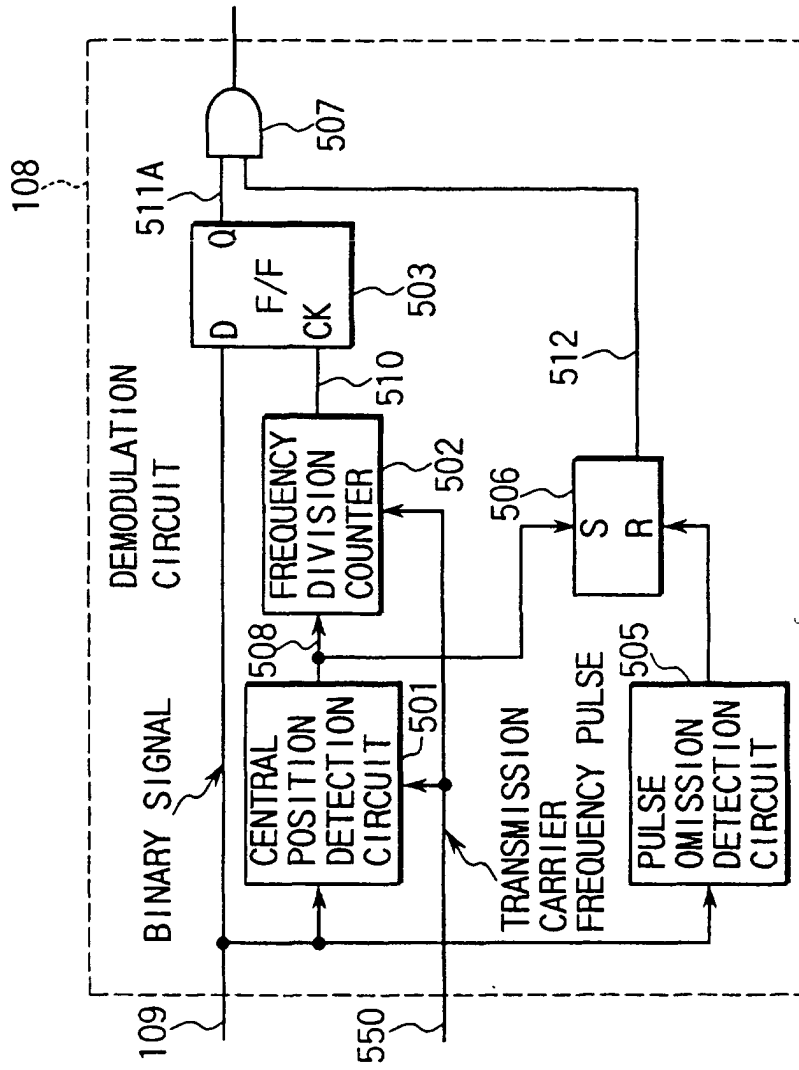 108
DEMODULATION
CIRCUIT
BINARY SIGNAL
109
550
CENTRAL
POSITION
DETECTION
CIRCUIT
501
508
FREQUENCY
DIVISION
COUNTER
502
510
D
Q
F/F
CK
503
511A
507
TRANSMISSION
CARRIER
FREQUENCY PULSE
PULSE
OMISSION
DETECTION
CIRCUIT
505
S
R
506
512